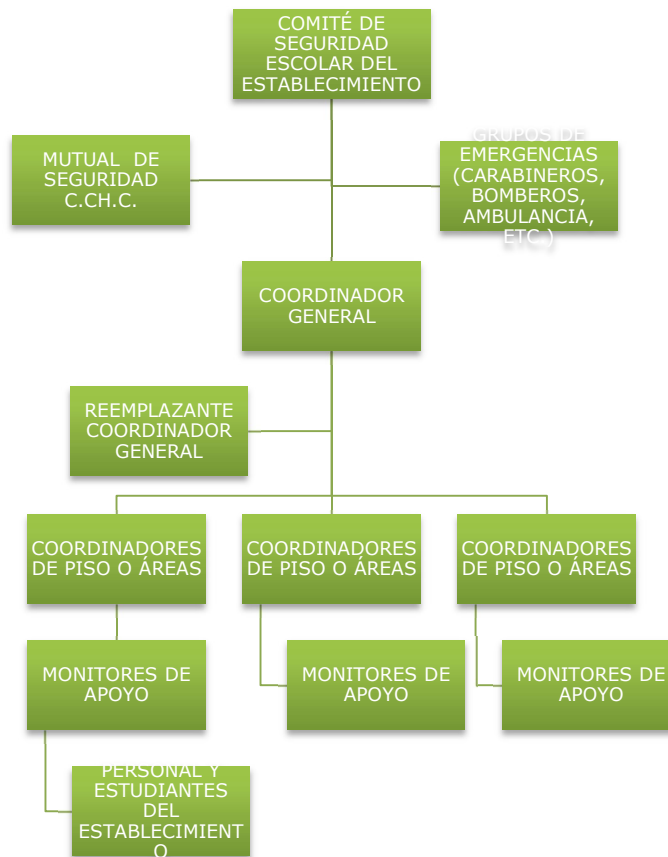 COMITÉ DE
SEGURIDAD
ESCOLAR DEL
ESTABLECIMIENTO
MUTUAL DE
SEGURIDAD
C.CH.C.
GRUPOS DE
EMERGENCIAS
(CARABINEROS,
BOMBEROS,
AMBULANCIA,
ETC.)
COORDINADOR
GENERAL
REEMPLAZANTE
COORDINADOR
GENERAL
COORDINADORES
DE PISO O ÁREAS
COORDINADORES
DE PISO O ÁREAS
COORDINADORES
DE PISO O ÁREAS
MONITORES DE
APOYO
MONITORES DE
APOYO
MONITORES DE
APOYO
PERSONAL Y
ESTUDIANTES
DEL
ESTABLECIMIENT
O